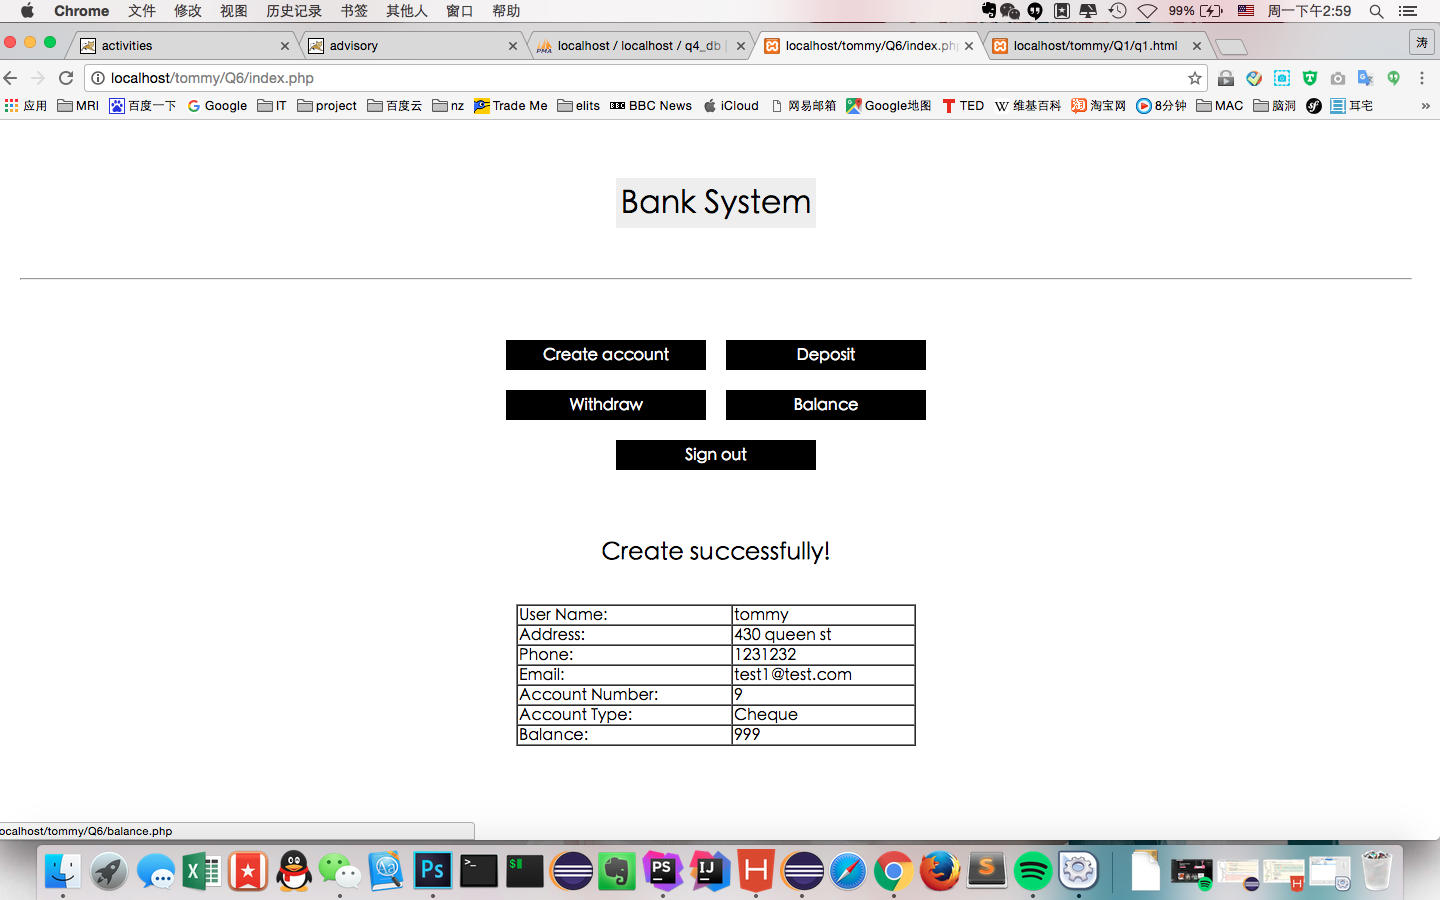 Chrome 文件 修改 视图 历史记录 书签 其他人 窗口 帮助 99% 周一下午2:59
activities advisory localhost / localhost / q4_db localhost/tommy/Q6/index.ph localhost/tommy/Q1/q1.html 涛
localhost/tommy/Q6/index.php
应用 MRI 百度一下 Google IT project 百度云 nz Trade Me elits BBC News iCloud 网易邮箱 Google地图 TED 维基百科 淘宝网 8分钟 MAC 脑洞 耳宅 »
Bank System
Create account Deposit
Withdraw Balance
Sign out
Create successfully!
User Name: tommy
Address: 430 queen st
Phone: 1231232
Email: test1@test.com
Account Number: 9
Account Type: Cheque
Balance: 999
ocalhost/tommy/Q6/balance.php